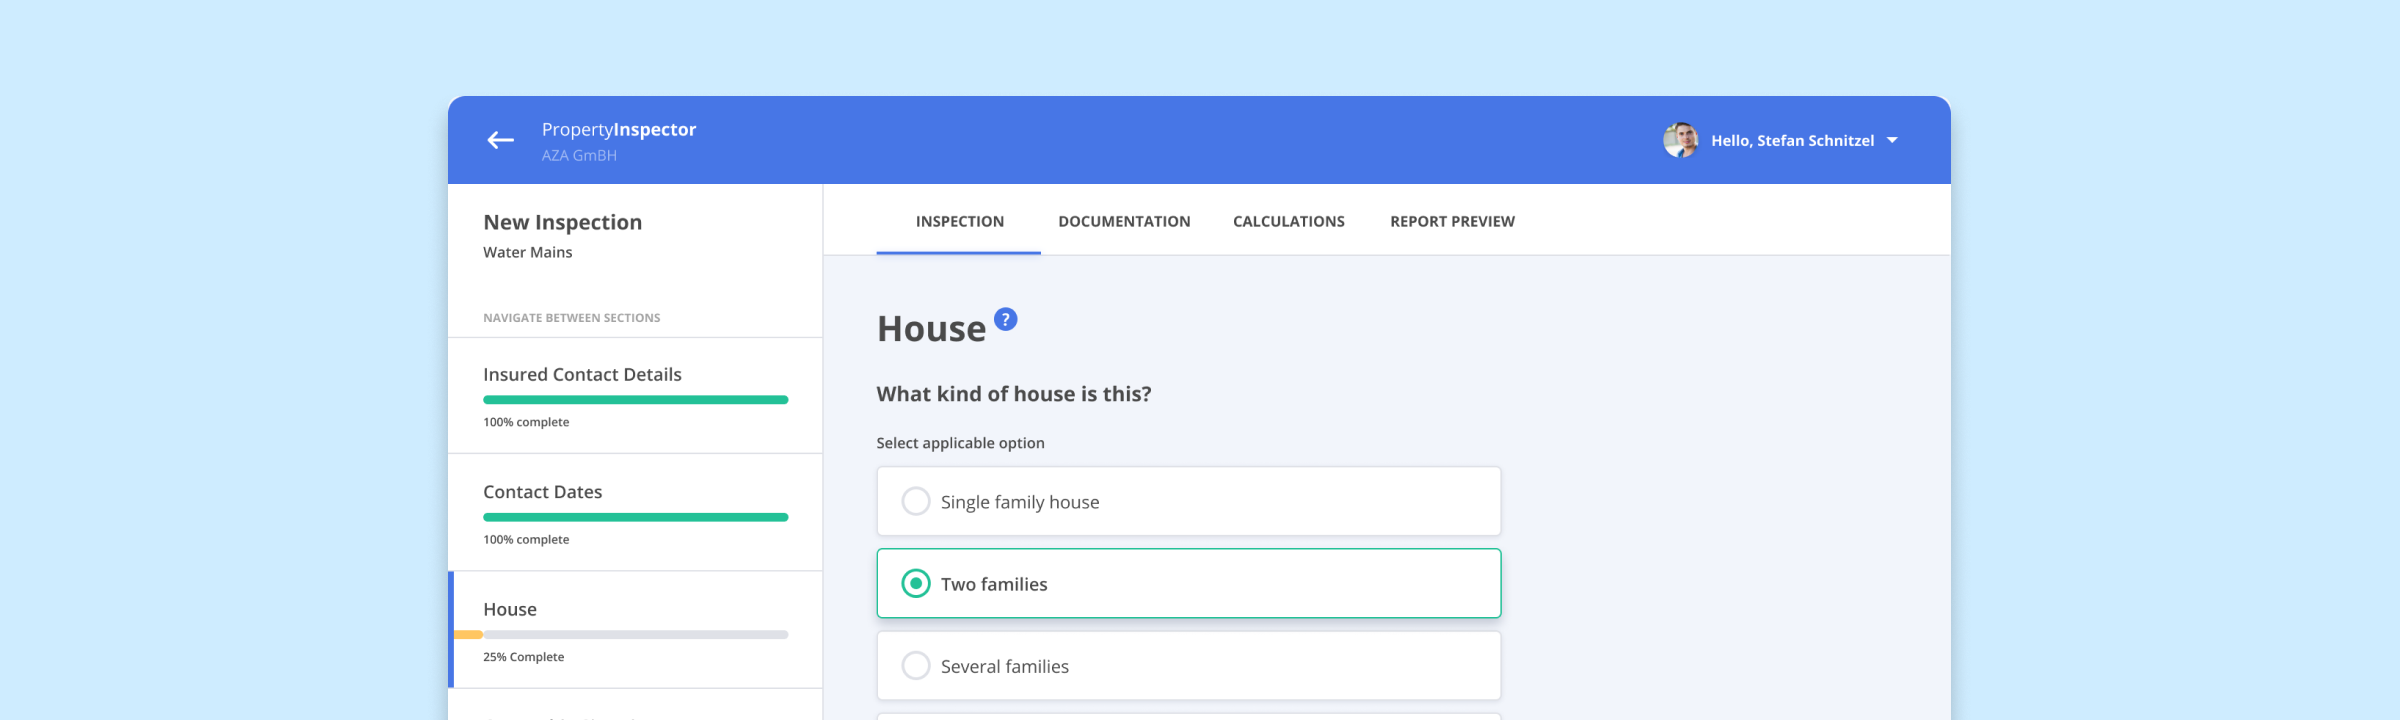 PropertyInspector
AZA GmBH
Hello, Stefan Schnitzel
New Inspection
Water Mains
NAVIGATE BETWEEN SECTIONS
Insured Contact Details
100% complete
Contact Dates
100% complete
House
25% Complete
INSPECTION DOCUMENTATION CALCULATIONS REPORT PREVIEW
House ?
What kind of house is this?
Select applicable option
Single family house
Two families
Several families